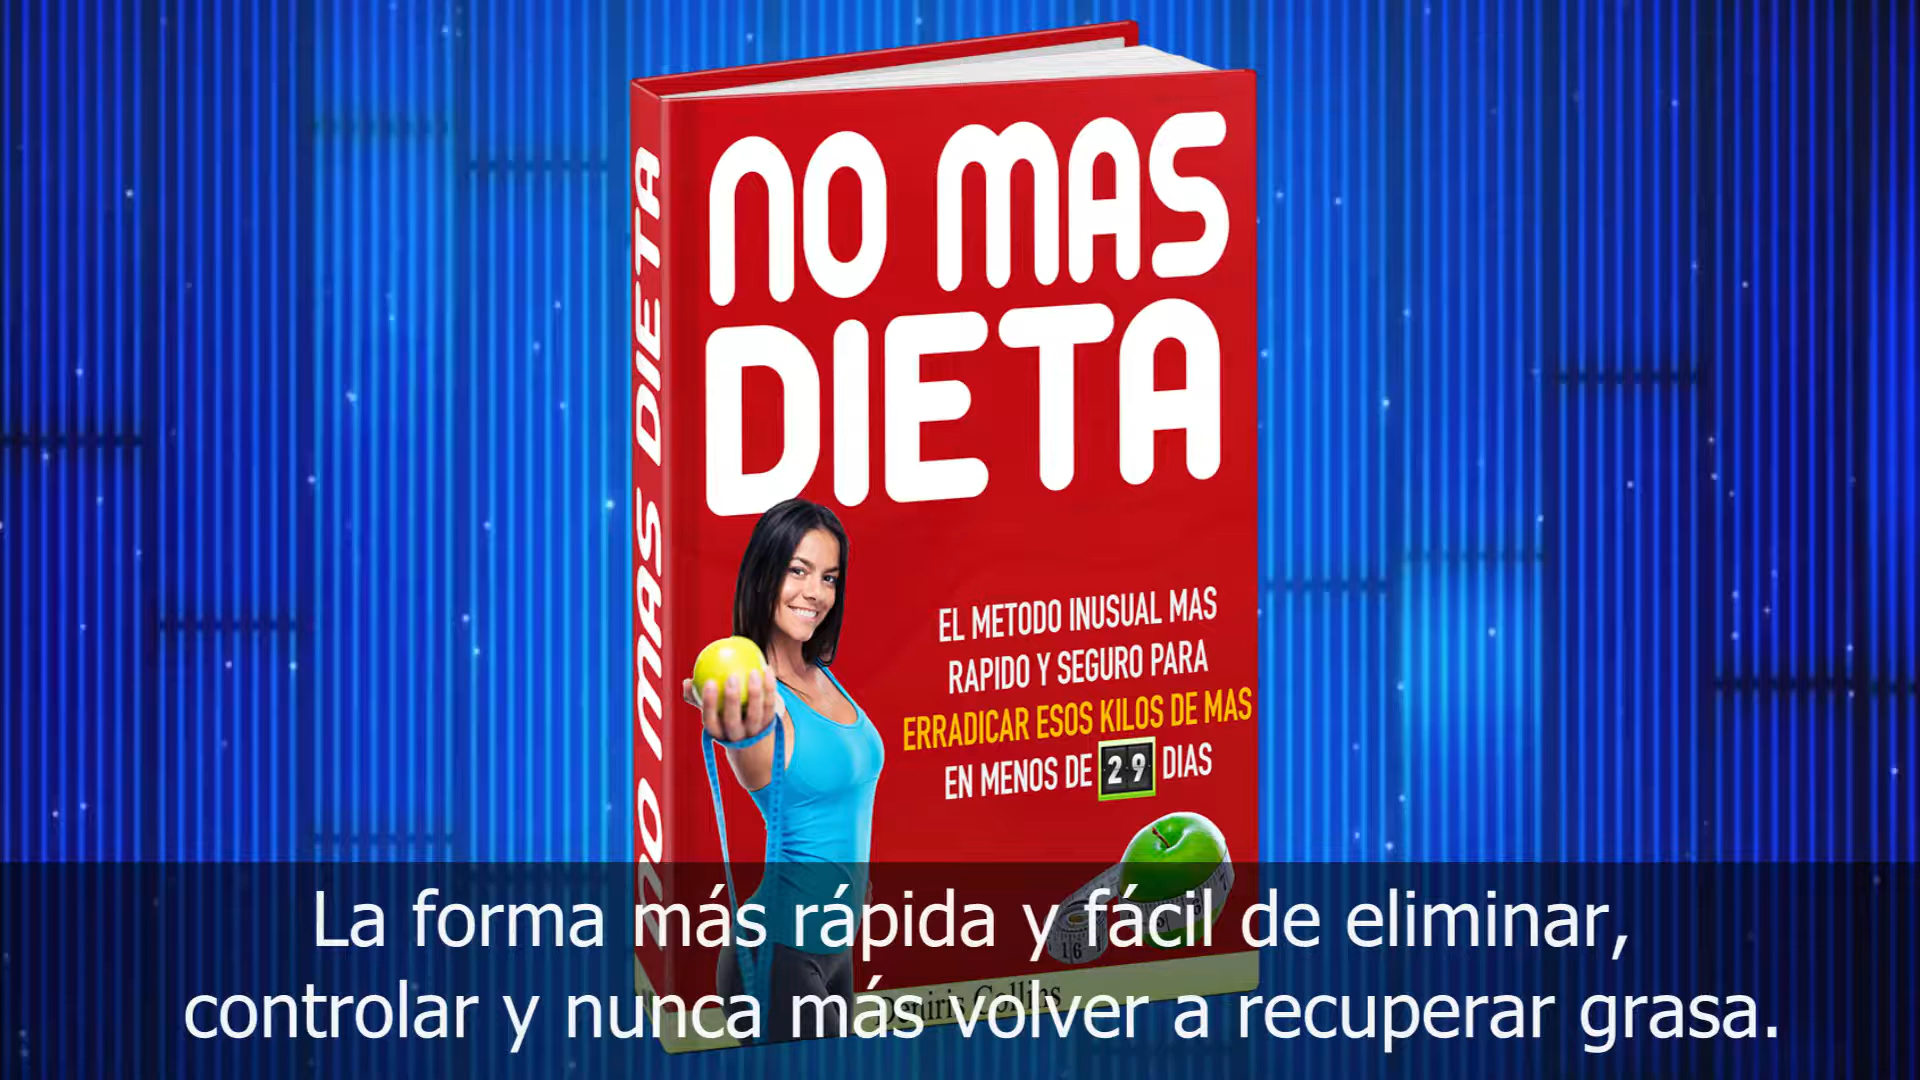 NO MAS
DIETA
NO MAS DIETA
EL METODO INUSUAL MAS
RAPIDO Y SEGURO PARA
ERRADICAR ESOS KILOS DE MAS
EN MENOS DE 29 DIAS
La forma más rápida y fácil de eliminar,
controlar y nunca más volver a recuperar grasa.
Collins